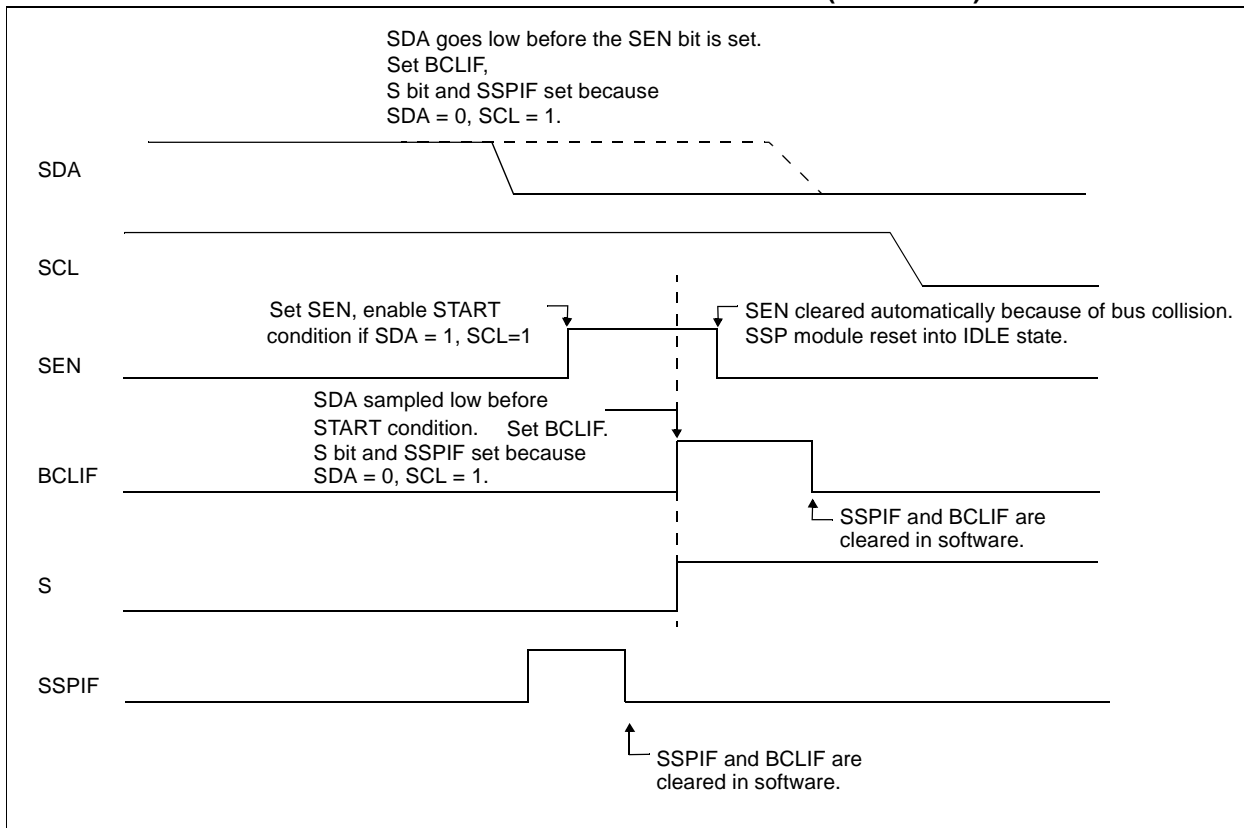 SDA goes low before the SEN bit is set.
Set BCLIF,
S bit and SSPIF set because
SDA = 0, SCL = 1.
SDA
SCL
Set SEN, enable START
condition if SDA = 1, SCL=1
SEN cleared automatically because of bus collision.
SSP module reset into IDLE state.
SEN
SDA sampled low before
START condition. Set BCLIF.
S bit and SSPIF set because
SDA = 0, SCL = 1.
BCLIF
SSPIF and BCLIF are
cleared in software.
S
SSPIF
SSPIF and BCLIF are
cleared in software.